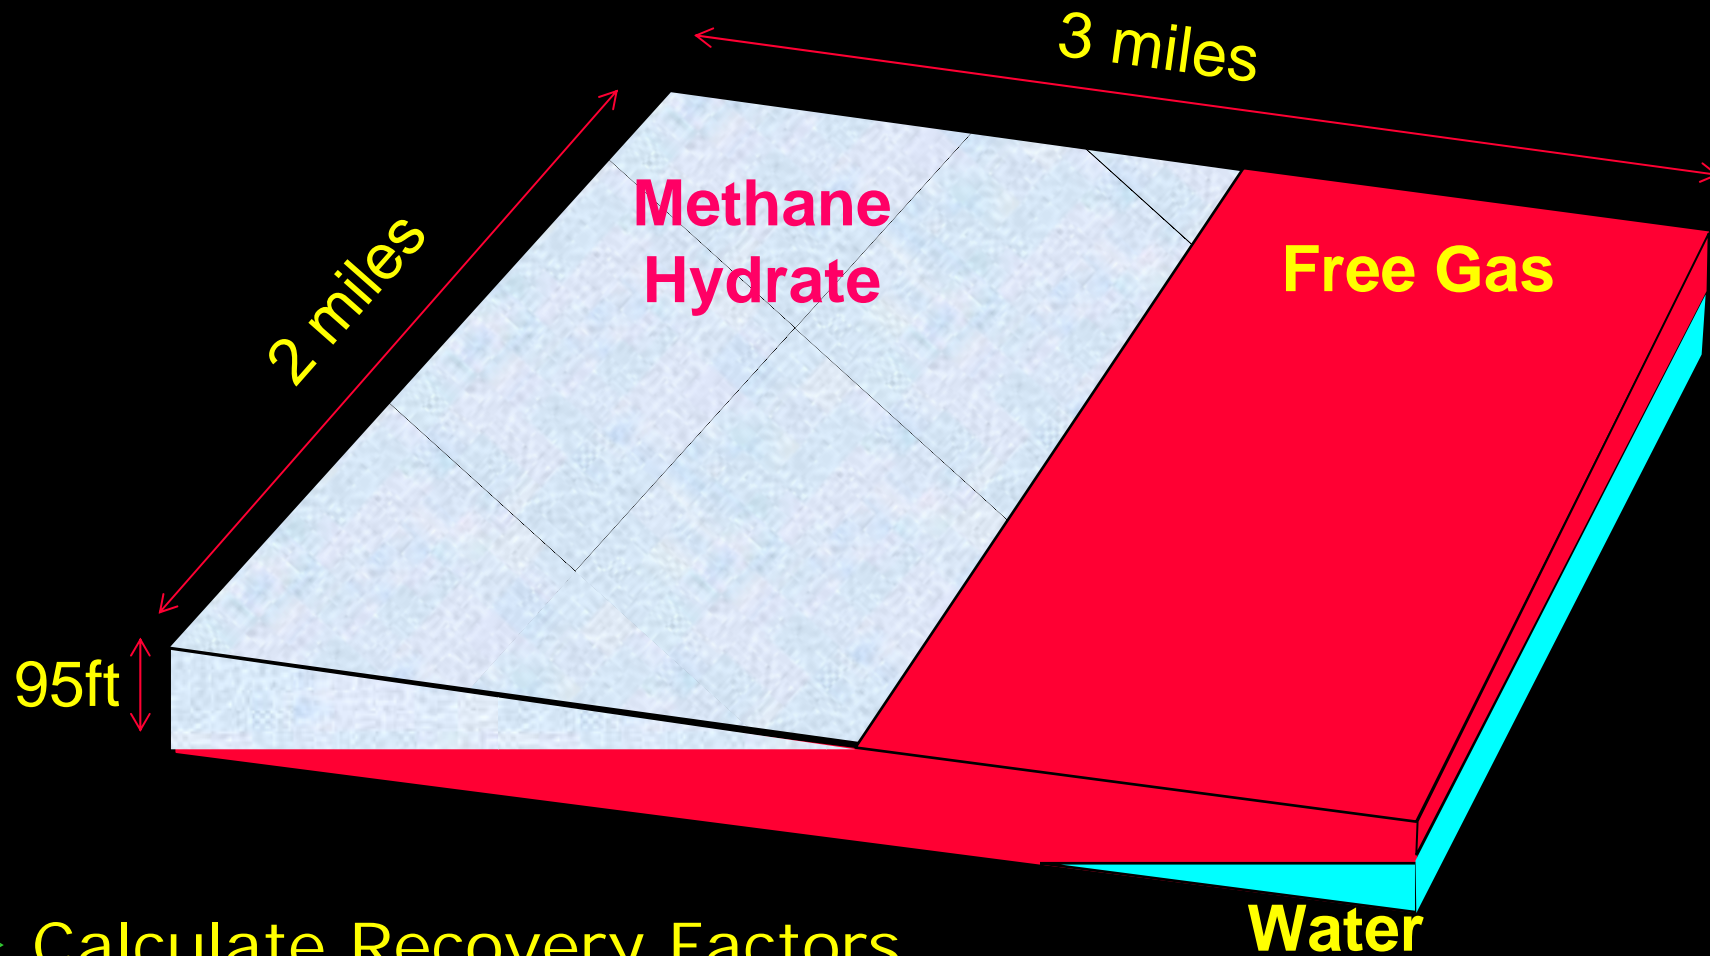 3 miles
2 miles
Methane
Hydrate
Free Gas
95ft
Water
Calculate Recovery Factors